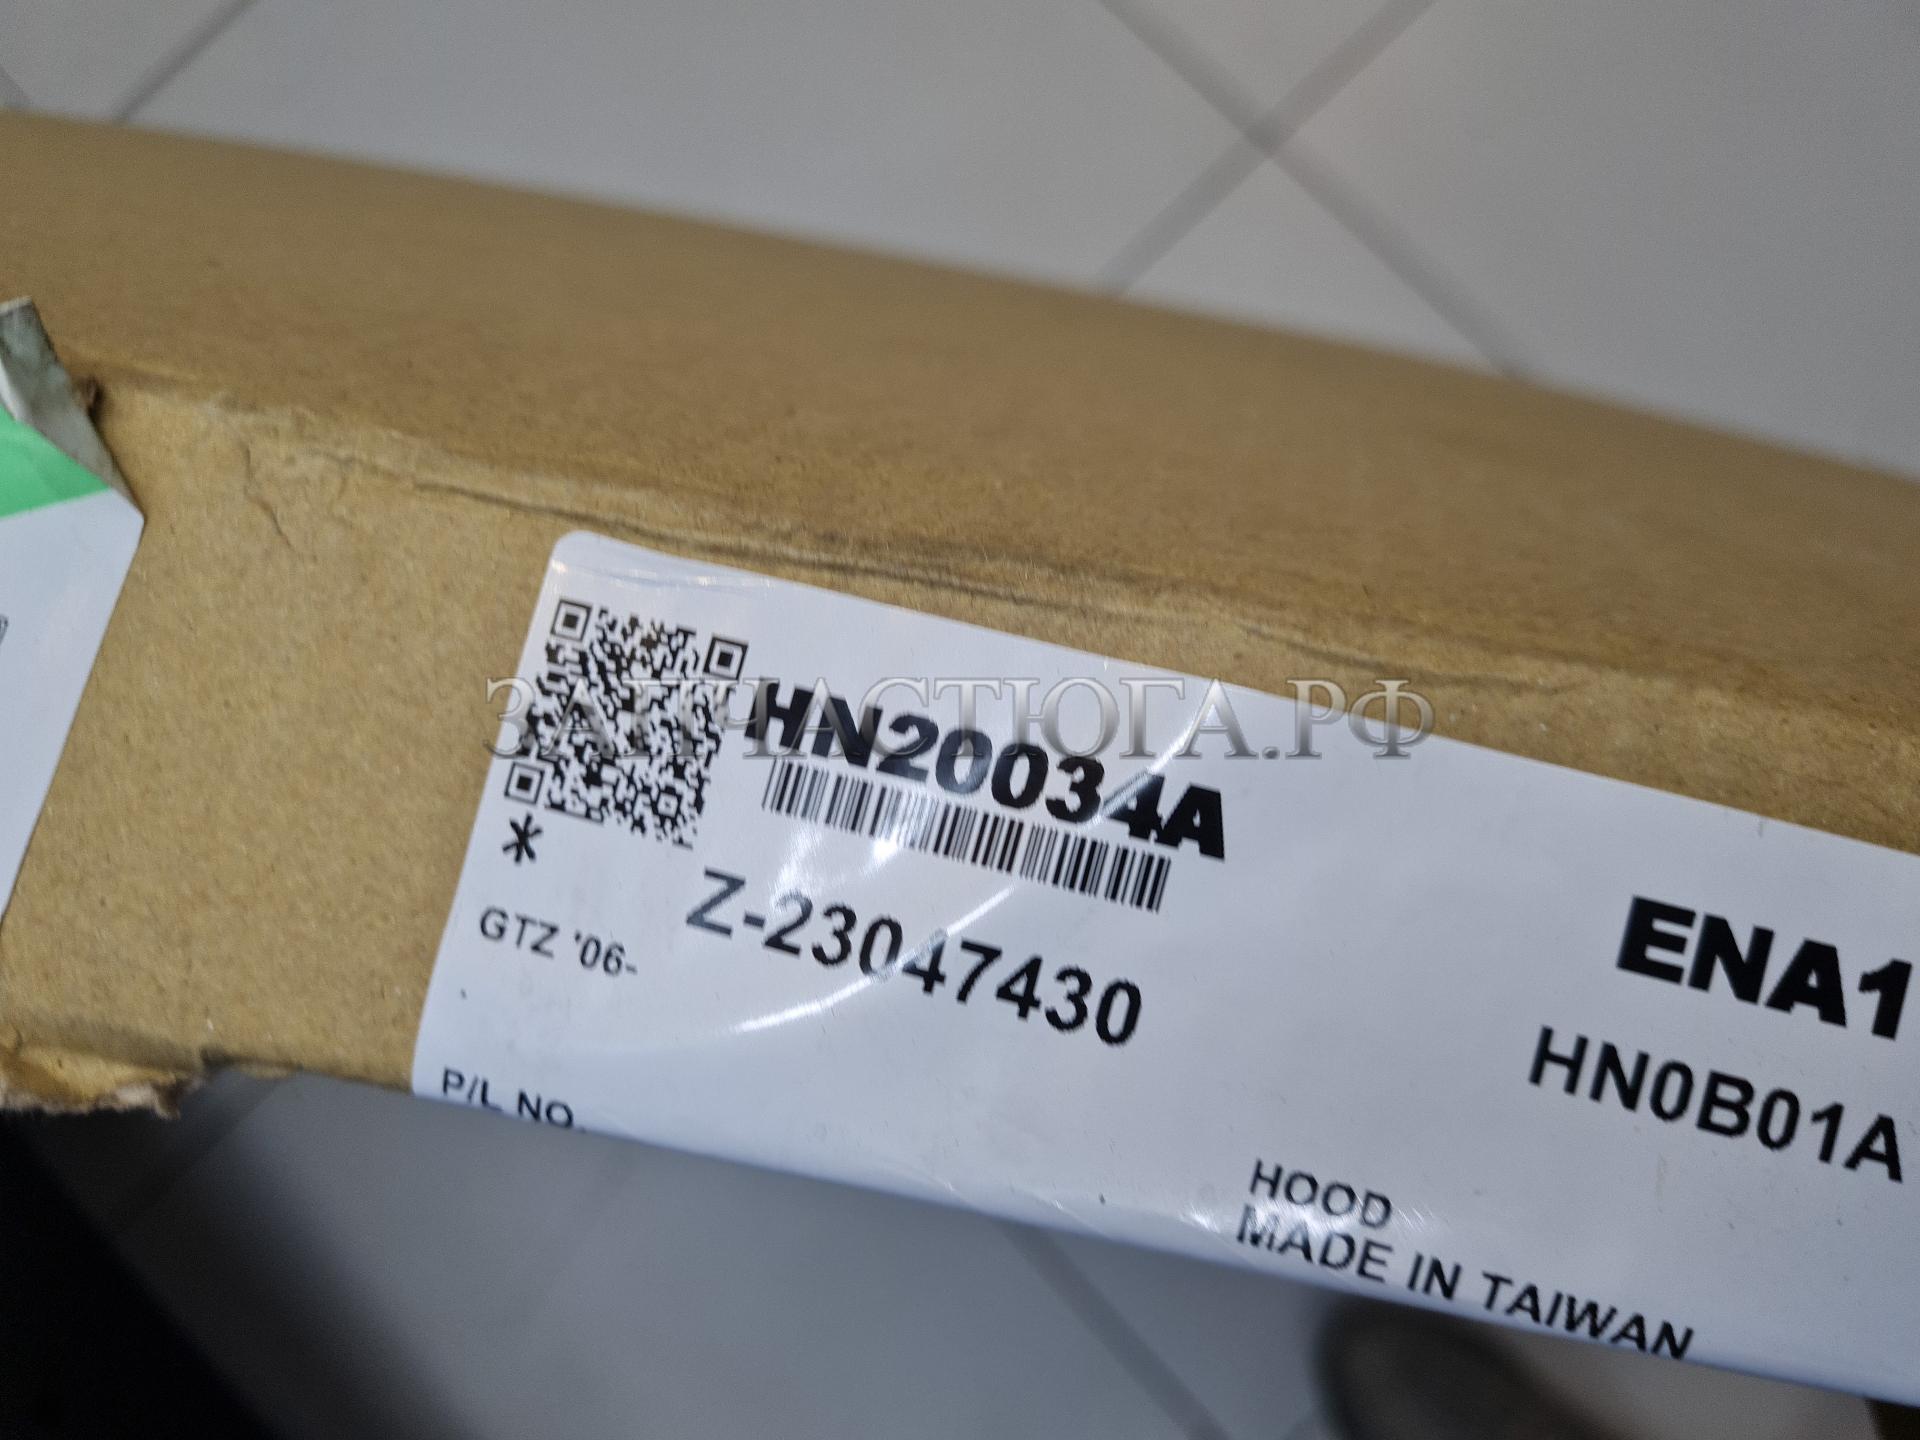 HN20034A
ЗАПЧАСТЮГА.РФ
Z-23047430
GTZ '06-
P/L NO.
ENA1
HN0B01A
HOOD
MADE IN TAIWAN